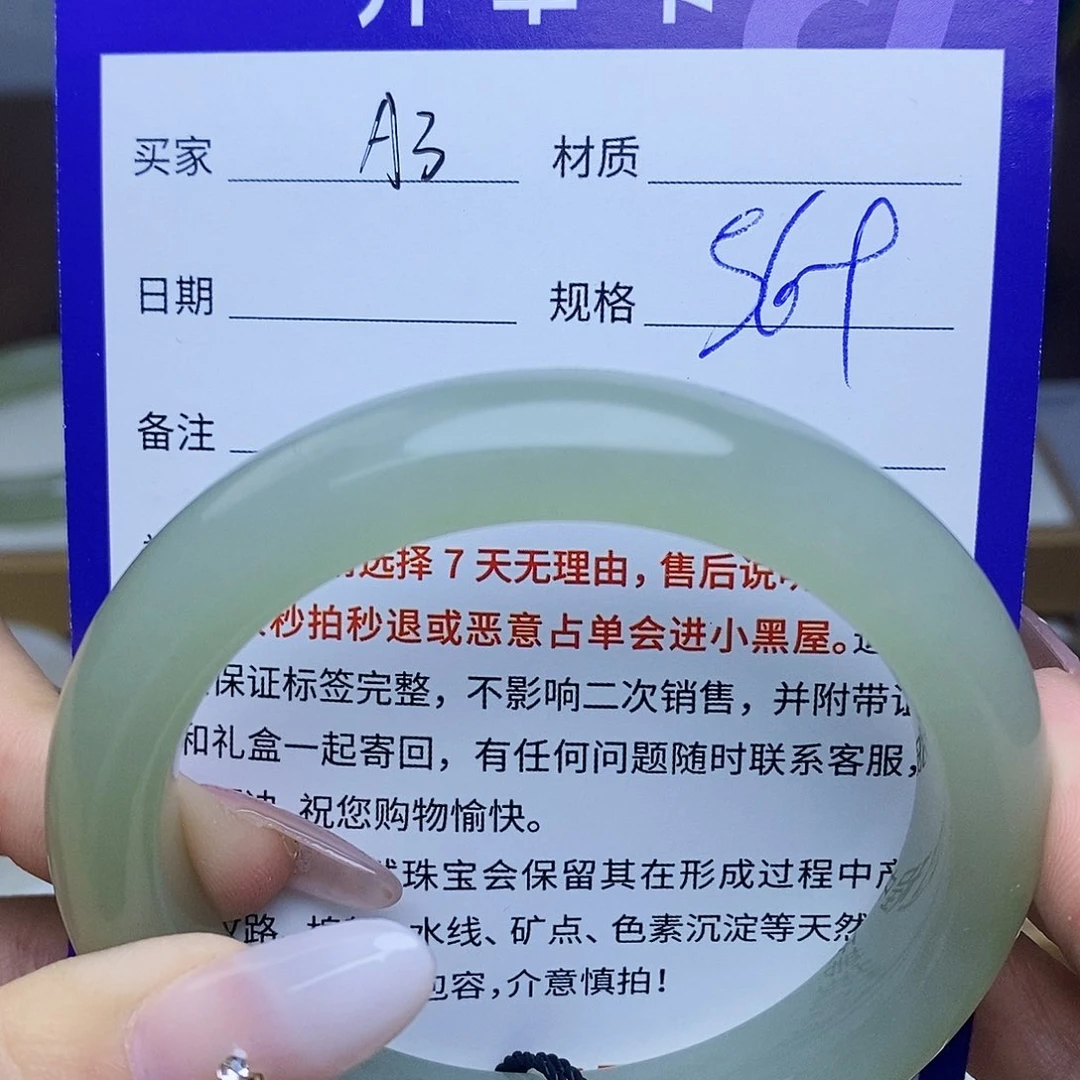 买家 A3 材质
日期 规格 56
备注
选择7天无理由，售后说
秒拍秒退或恶意占单会进小黑屋。
保证标签完整，不影响二次销售，并附带
和礼盒一起寄回，有任何问题随时联系客服，
祝您购物愉快。
珠宝会保留其在形成过程中
水线、矿点、色素沉淀等天然
包容，介意慎拍！